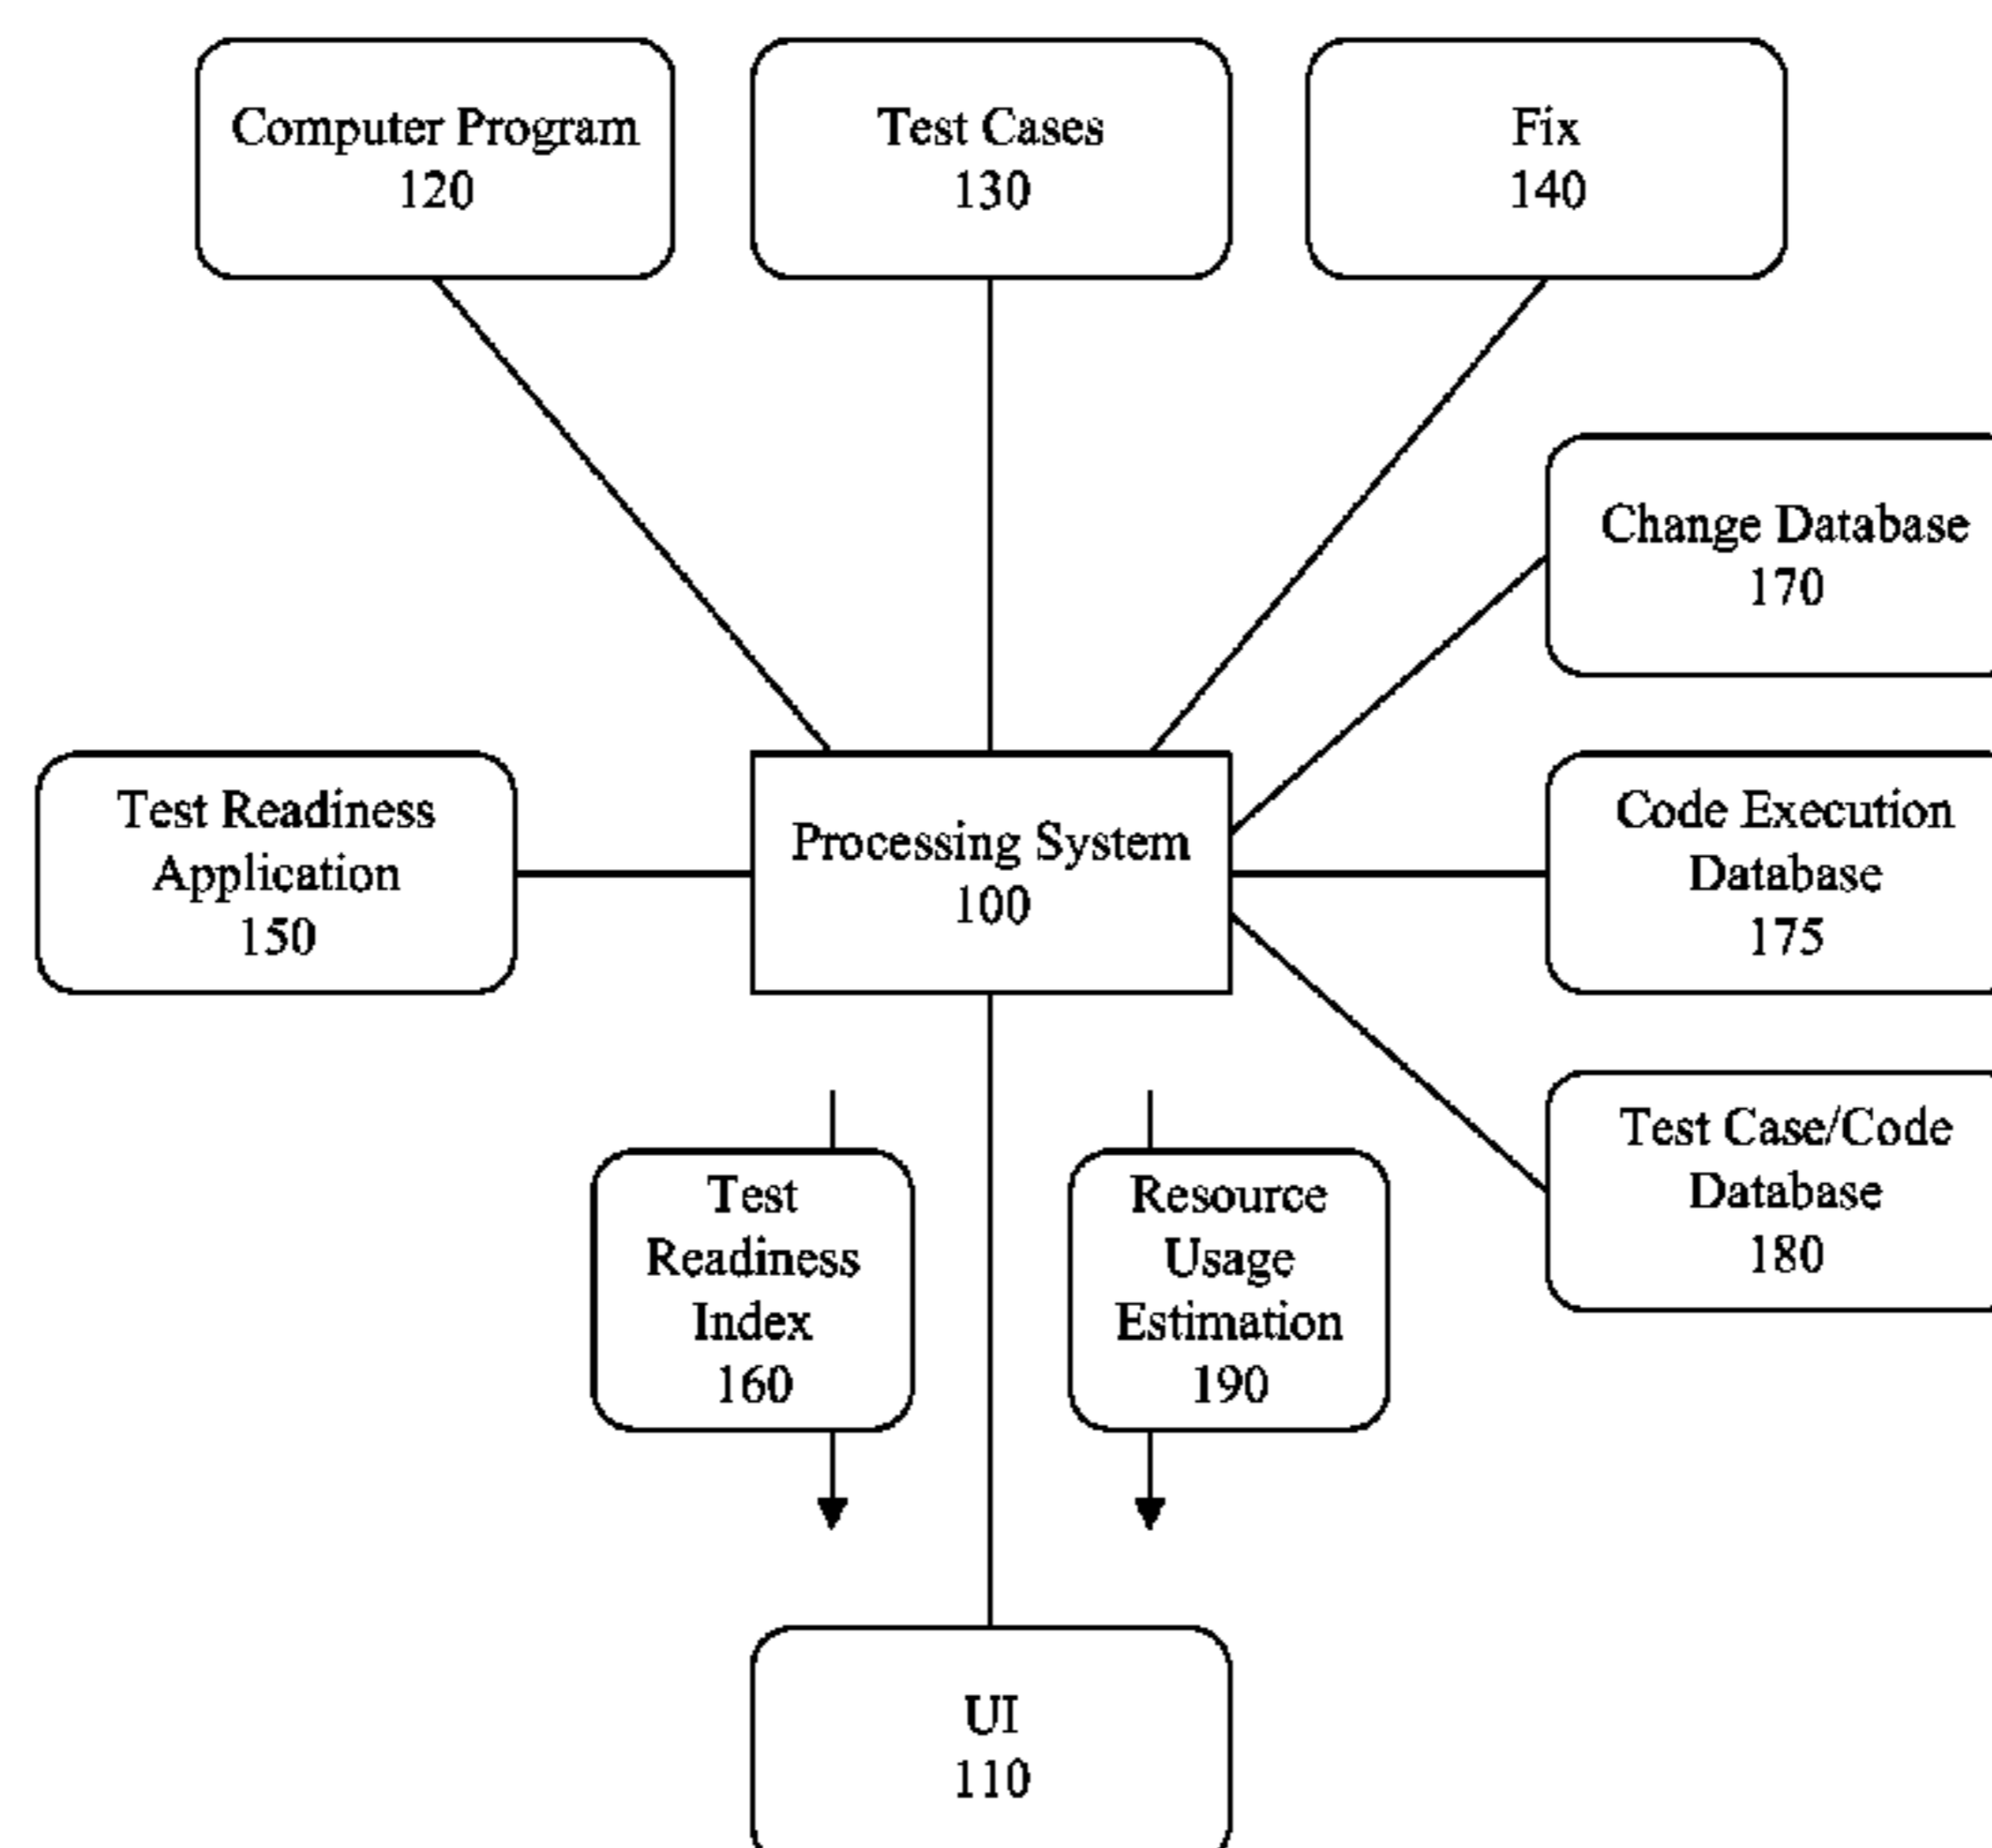 Computer Program
120
Test Cases
130
Fix
140
Change Database
170
Test Readiness
Application
150
Processing System
100
Code Execution
Database
175
Test Case/Code
Database
180
Test
Readiness
Index
160
Resource
Usage
Estimation
190
UI
110